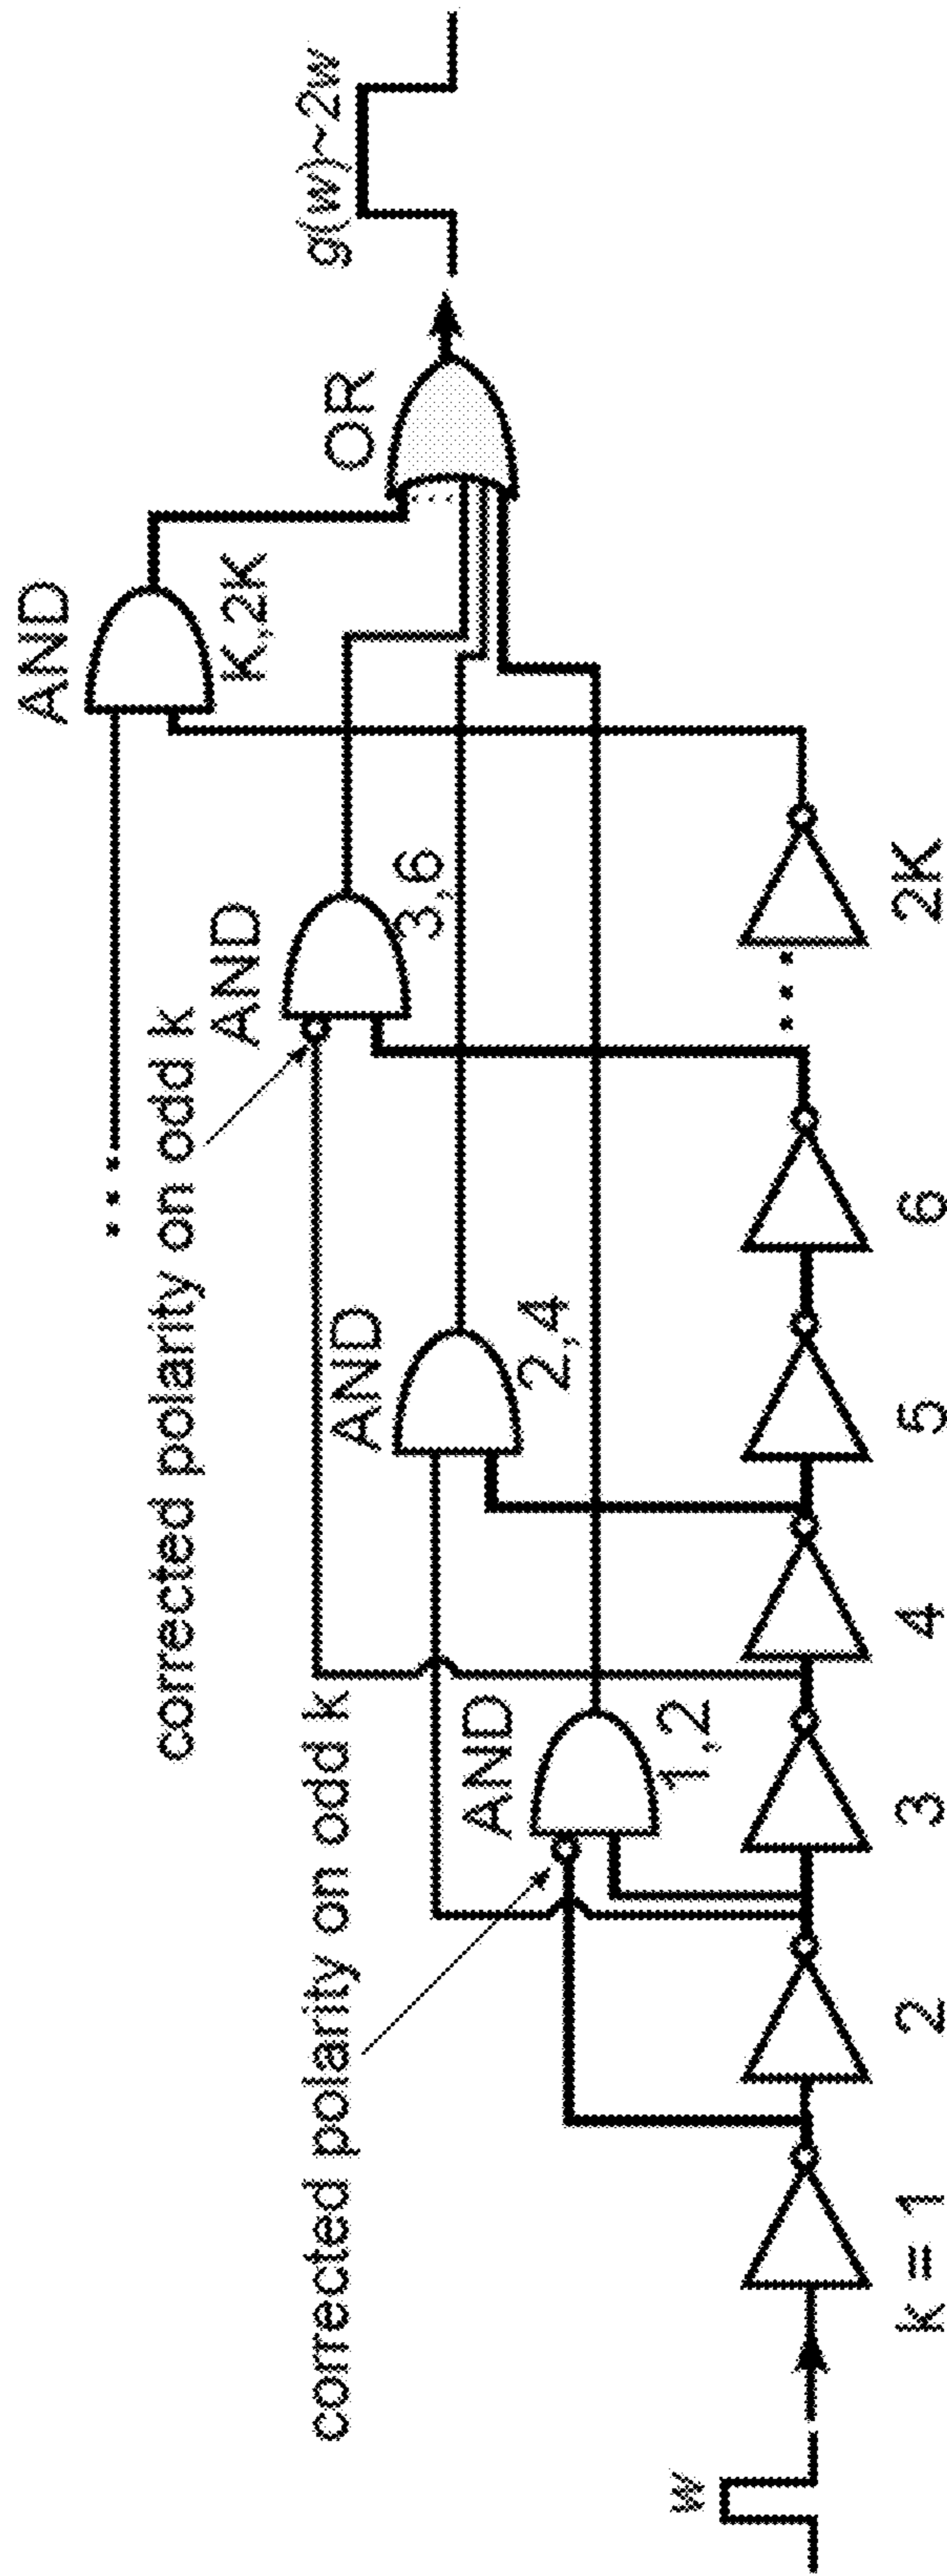 g(w)~2w
OR
AND
K,2K
AND
3,6
corrected polarity on odd k
AND
2,4
corrected polarity on odd k
AND
1,2
w
k = 1
2
3
4
5
6
2K